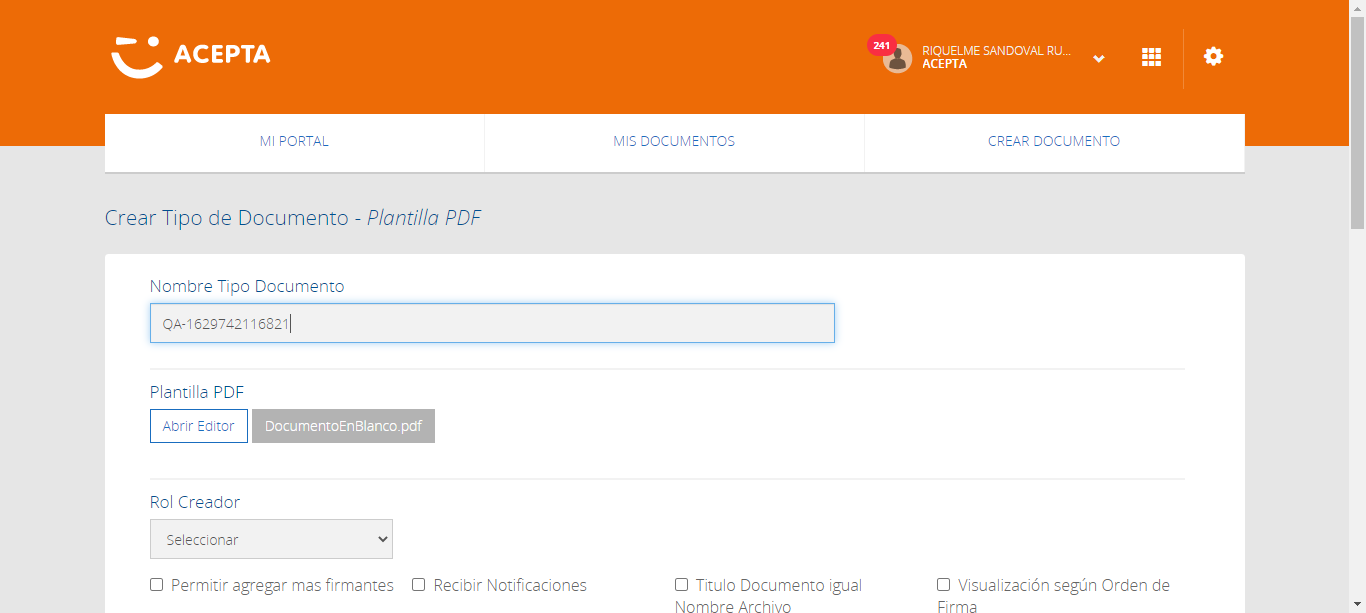 ACEPTA
241
RIQUELME SANDOVAL RU...
ACEPTA
MI PORTAL
MIS DOCUMENTOS
CREAR DOCUMENTO
Crear Tipo de Documento - Plantilla PDF
Nombre Tipo Documento
QA-1629742116821
Plantilla PDF
Abrir Editor
DocumentoEnBlanco.pdf
Rol Creador
Seleccionar
Permitir agregar mas firmantes
Recibir Notificaciones
Titulo Documento igual
Nombre Archivo
Visualización según Orden de
Firma